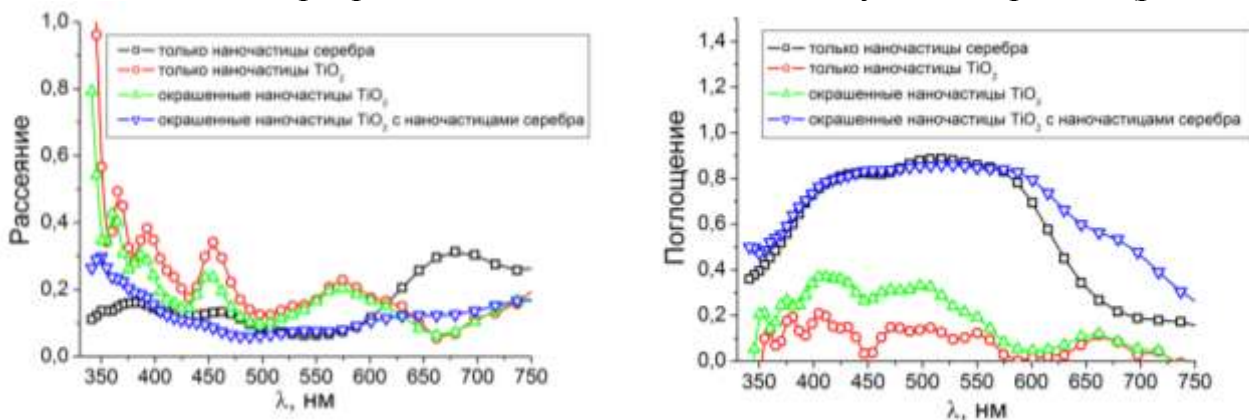 Рассеяние
1,0
0,8
0,6
0,4
0,2
0,0
только наночастицы серебра
только наночастицы TiO2
окрашенные наночастицы TiO2
окрашенные наночастицы TiO2 с наночастицами серебра
350 400 450 500 550 600 650 700 750
λ, нм
Поглощение
1,4
1,2
1,0
0,8
0,6
0,4
0,2
0,0
только наночастицы серебра
только наночастицы TiO2
окрашенные наночастицы TiO2
окрашенные наночастицы TiO2 с наночастицами серебра
350 400 450 500 550 600 650 700 750
λ, нм